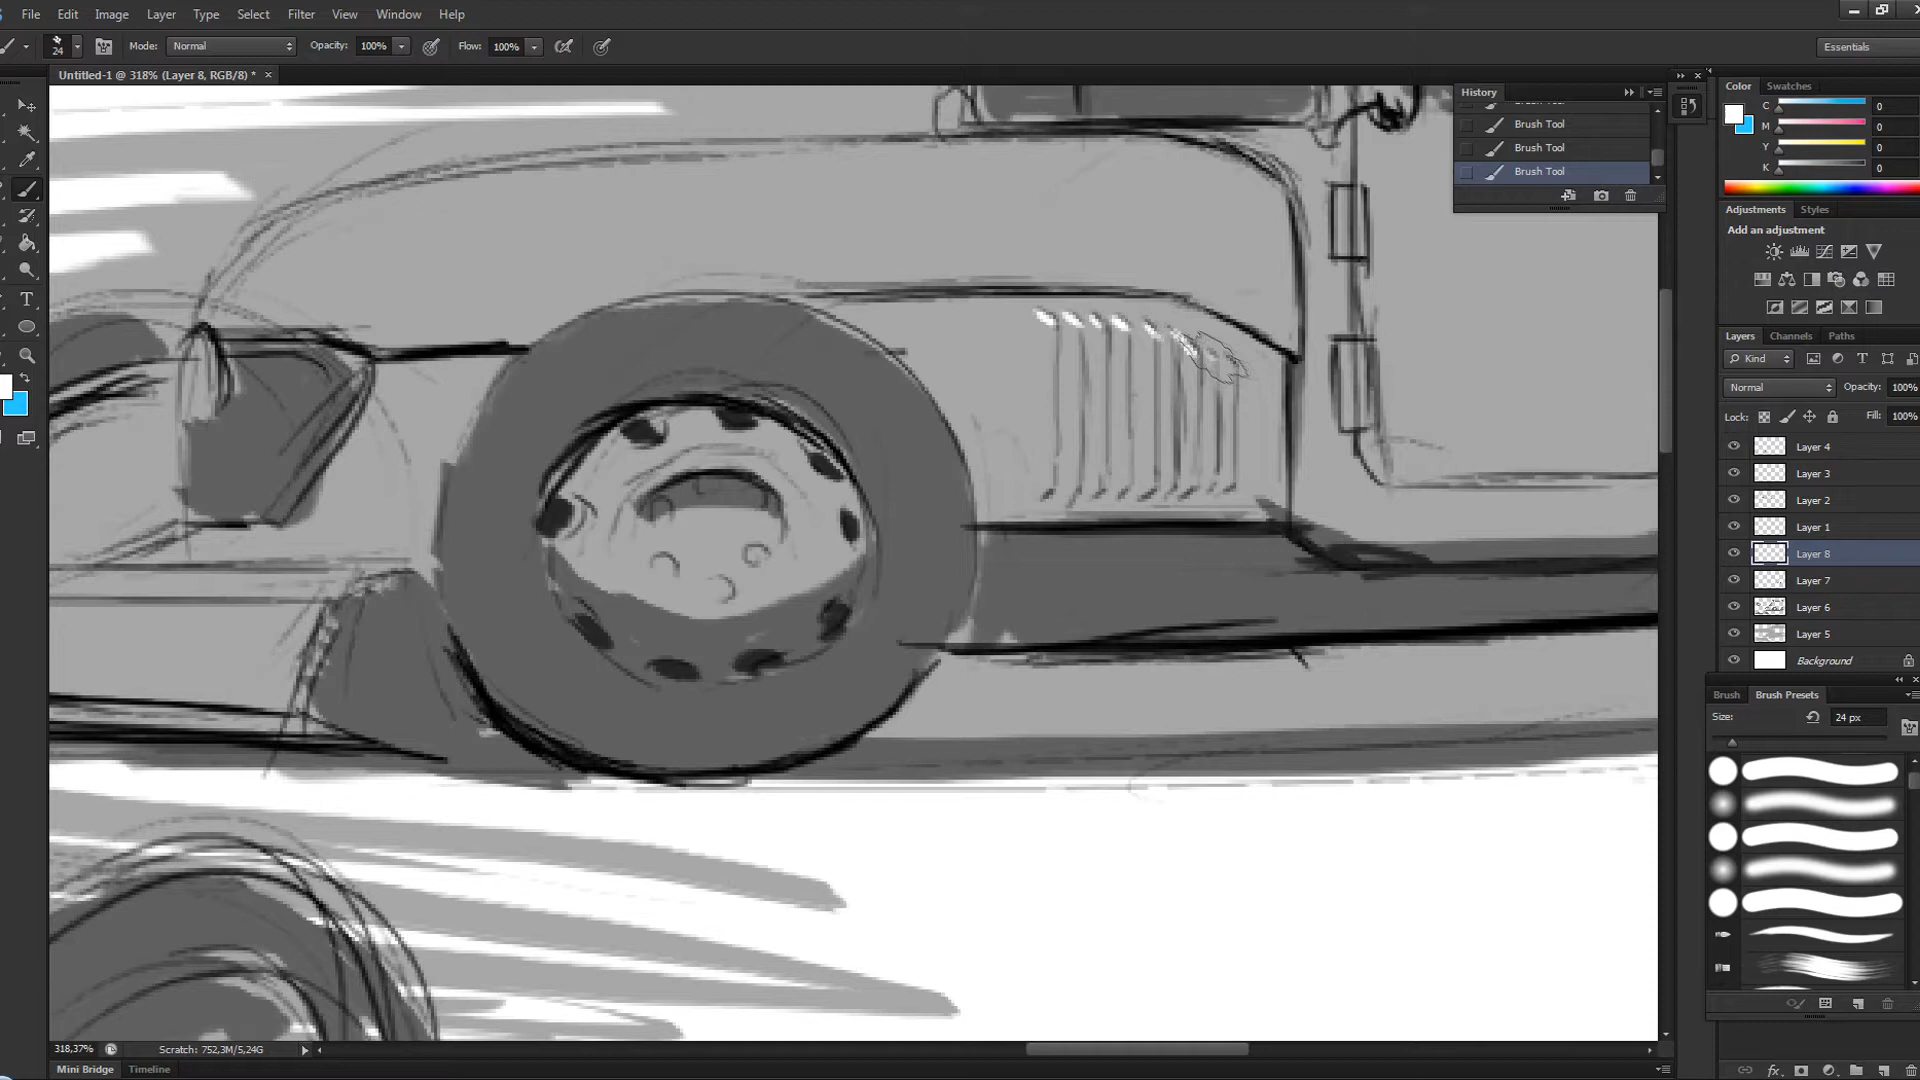 File Edit Image Layer Type Select Filter View Window Help
24 Mode: Normal Opacity: 100% Flow: 100% Essentials
Untitled-1 @ 318% (Layer 8, RGB/8) * ×
History
Brush Tool
Brush Tool
Brush Tool
Color Swatches
C 0
M 0
Y 0
K 0
Adjustments Styles
Add an adjustment
Layers Channels Paths
Kind
Normal Opacity: 100%
Lock: Fill: 100%
Layer 4
Layer 3
Layer 2
Layer 1
Layer 8
Layer 7
Layer 6
Layer 5
Background
Brush Brush Presets
Size: 24 px
318,37% Scratch: 752,3M/5,24G
Mini Bridge Timeline